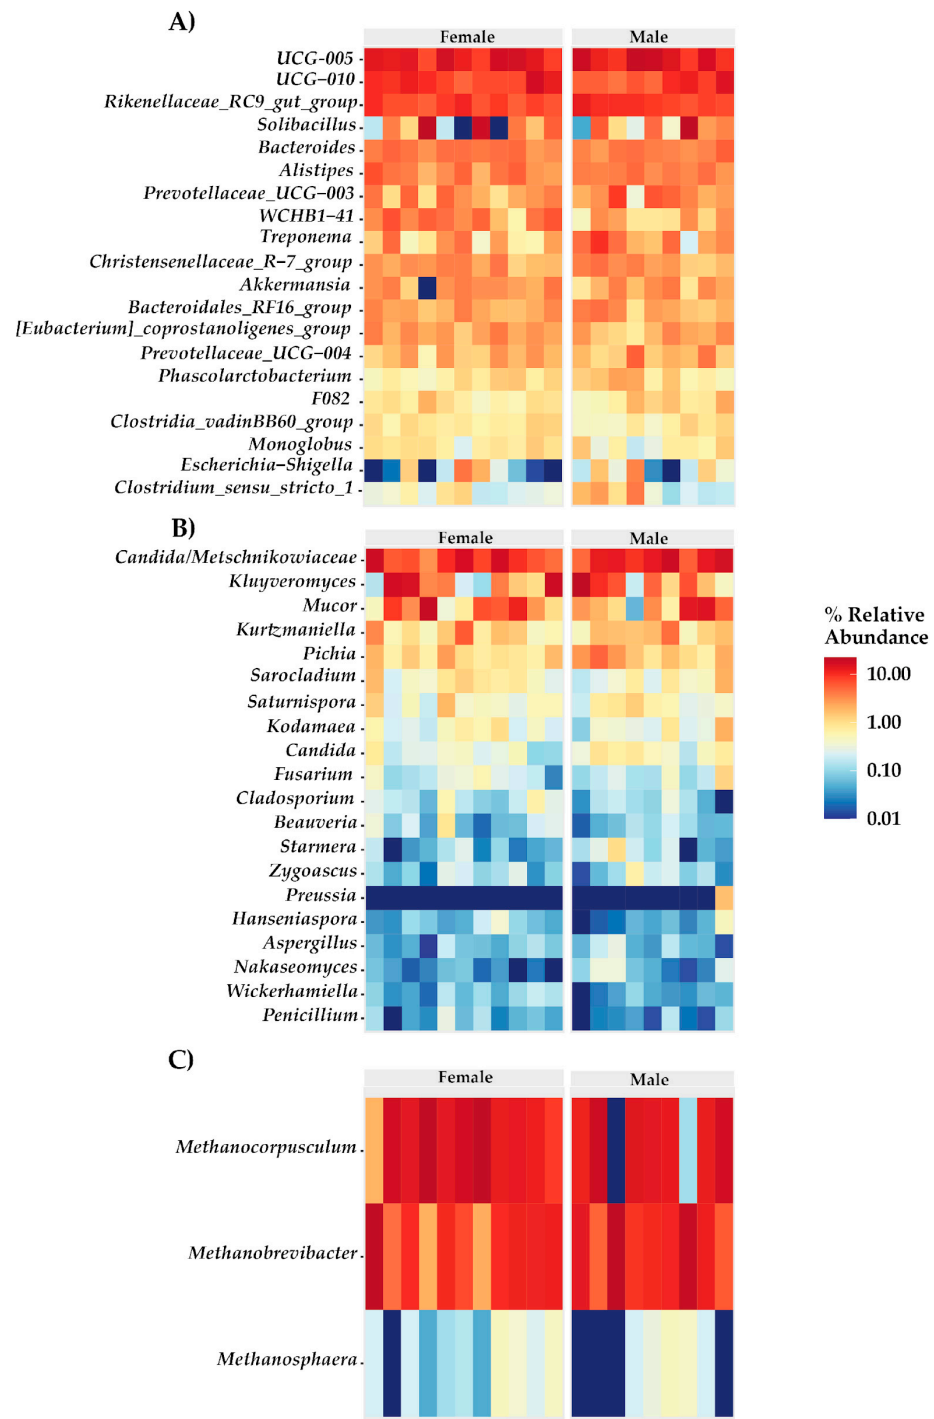 A)
Female Male
UCG-005
UCG-010
Rikenellaceae_RC9_gut_group
Solibacillus
Bacteroides
Alistipes
Prevotellaceae_UCG-003
WCHB1-41
Treponema
Christensenellaceae_R-7_group
Akkermansia
Bacteroidales_RF16_group
[Eubacterium]_coprostanoligenes_group
Prevotellaceae_UCG-004
Phascolarctobacterium
F082
Clostridia_vadinBB60_group
Monoglobus
Escherichia-Shigella
Clostridium_sensu_stricto_1
B)
Female Male
Candida/Metschnikowiaceae
Kluyveromyces
Mucor
Kurtzmaniella
Pichia
Sarocladium
Saturnispora
Kodamaea
Candida
Fusarium
Cladosporium
Beauveria
Starmera
Zygoascus
Preussia
Hanseniaspora
Aspergillus
Nakaseomyces
Wickerhamiella
Penicillium
% Relative
Abundance
10.00
1.00
0.10
0.01
C)
Female Male
Methanocorpusculum
Methanobrevibacter
Methanosphaera